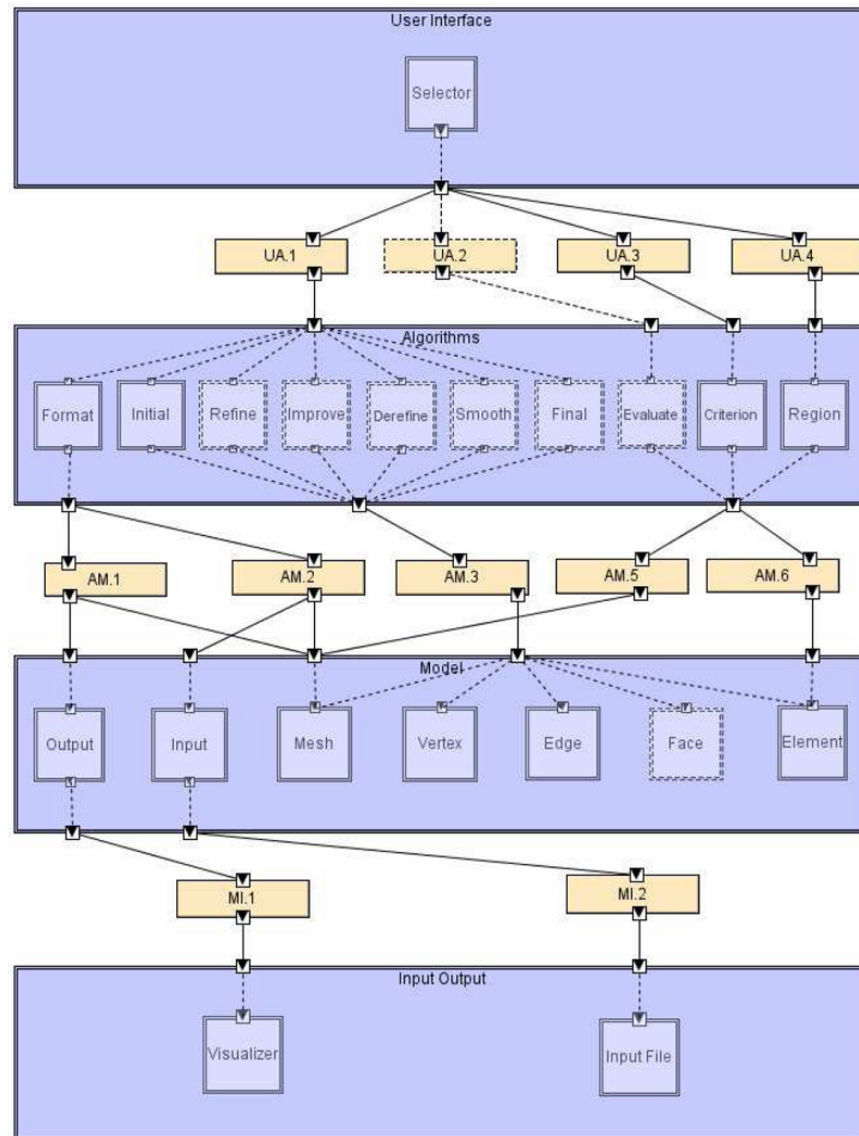 User Interface
Selector
UA.1 UA.2 UA.3 UA.4
Algorithms
Format Initial Refine Improve Derefine Smooth Final Evaluate Criterion Region
AM.1 AM.2 AM.3 AM.5 AM.6
Model
Output Input Mesh Vertex Edge Face Element
MI.1 MI.2
Input Output
Visualizer Input File